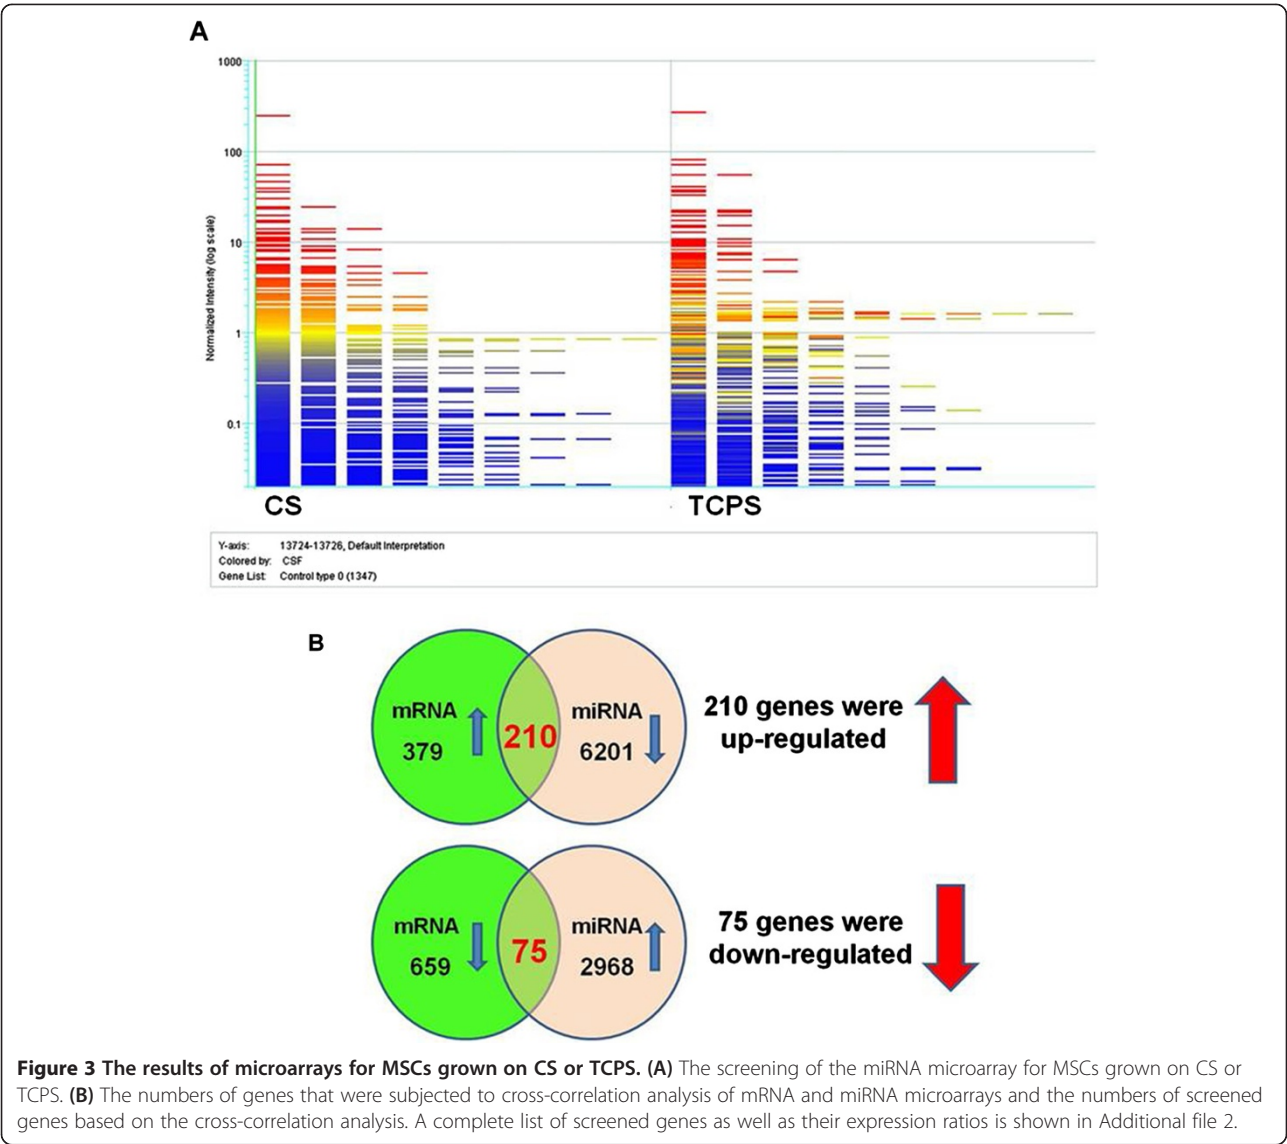 A
1000
100
10
1
0.1
Normalized Intensity (log scale)
CS
TCPS
Y-axis: 13724-13726, Default Interpretation
Colored by: CSF
Gene List: Control type 0 (1347)
B
mRNA
379
210
miRNA
6201
210 genes were
up-regulated
mRNA
659
75
miRNA
2968
75 genes were
down-regulated
Figure 3 The results of microarrays for MSCs grown on CS or TCPS. (A) The screening of the miRNA microarray for MSCs grown on CS or
TCPS. (B) The numbers of genes that were subjected to cross-correlation analysis of mRNA and miRNA microarrays and the numbers of screened
genes based on the cross-correlation analysis. A complete list of screened genes as well as their expression ratios is shown in Additional file 2.